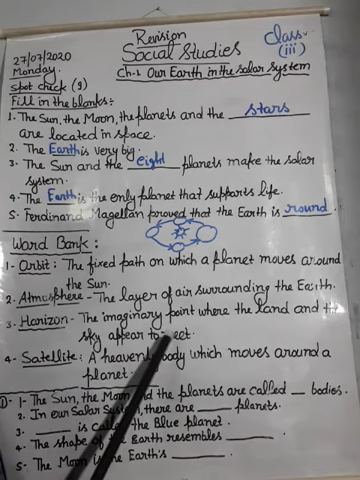 Revision
Social Studies
Class-
(iii)
27/07/2020
Monday.
Ch-1 Our Earth in the solar system
Spot check (9)
Fill in the blanks:
1. The Sun, the Moon, the planets and the stars
are located in space.
2. The Earth is very big.
3. The Sun and the eight planets make the solar
system.
4. The Earth is the only planet that supports life.
5. Ferdinand Magellan proved that the Earth is round.
Word Bank:
1- Orbit: The fixed path on which a planet moves around
the Sun.
2- Atmosphere - The layer of air surrounding the Earth.
3- Horizon - The imaginary point where the land and the
sky appear to
4- Satellite: A heavenly body which moves around a
planet.
1- The Sun, the Moon and the planets are called _ bodies.
2. In our Solar System, there are ____ planets.
3. ____ is called the Blue planet.
4- The shape of the Earth resembles ____
5- The Moon is the Earth's ____